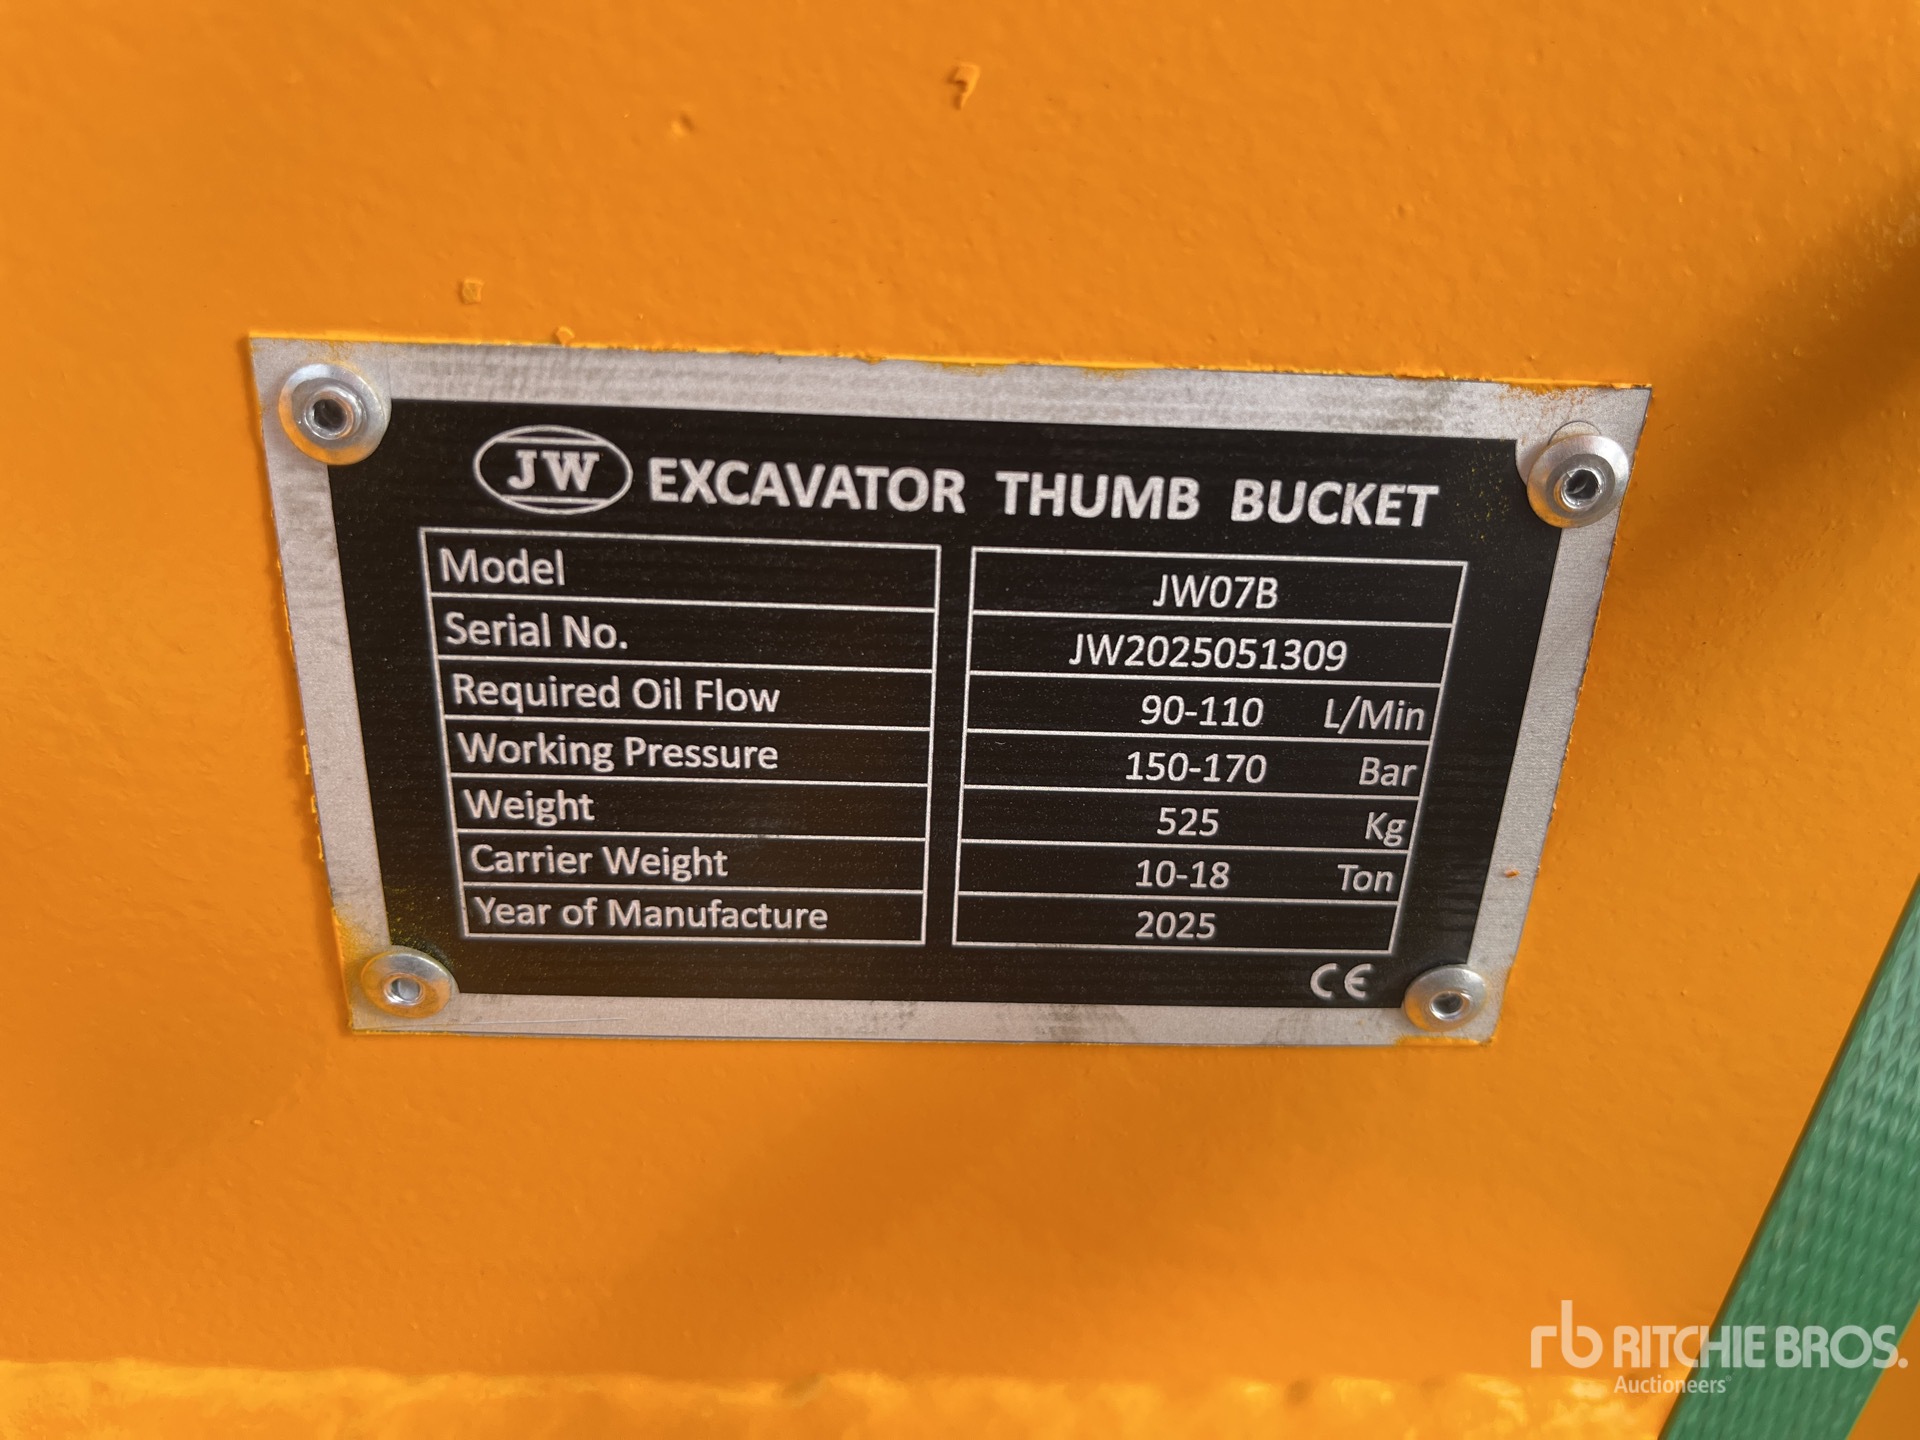 JW EXCAVATOR THUMB BUCKET
Model JW07B
Serial No. JW2025051309
Required Oil Flow 90-110 L/Min
Working Pressure 150-170 Bar
Weight 525 Kg
Carrier Weight 10-18 Ton
Year of Manufacture 2025
CE
rb RITCHIE BROS.
Auctioneers